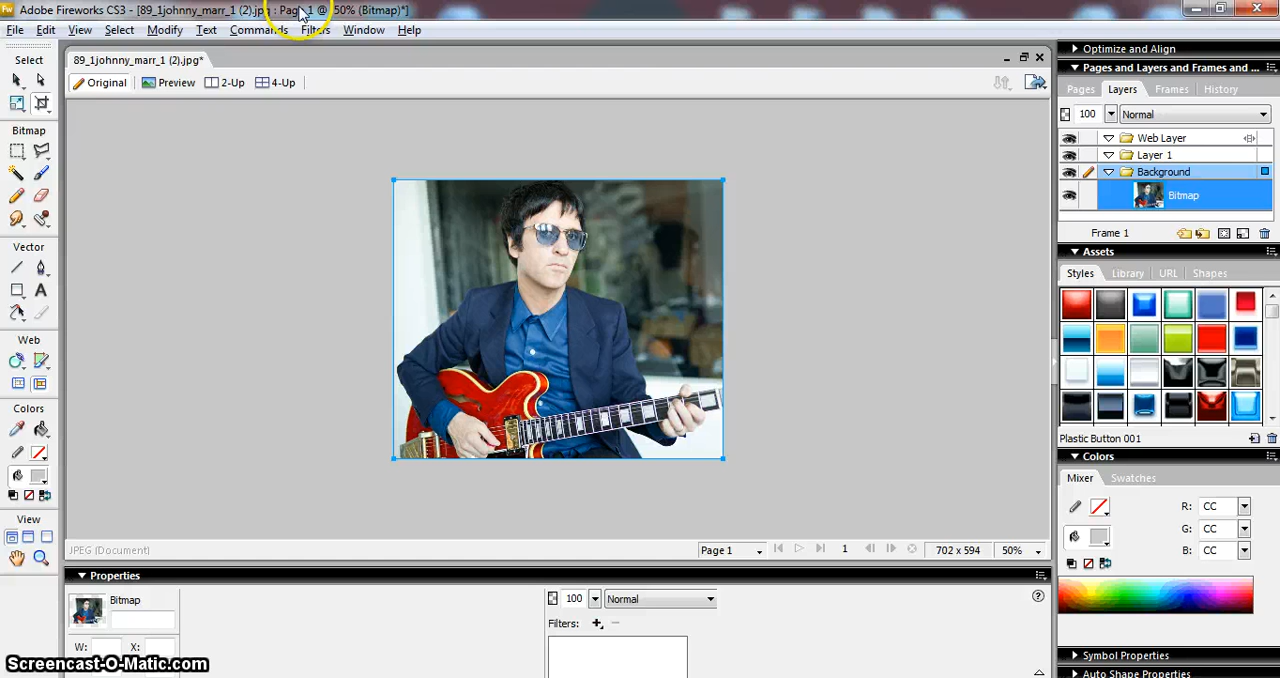 Fw Adobe Fireworks CS3 - [89_1johnny_marr_1 (2).jpg : Page 1 @ 50% (Bitmap)*]
File Edit View Select Modify Text Commands Filters Window Help
Select
89_1johnny_marr_1 (2).jpg*
Original Preview 2-Up 4-Up
Bitmap
Vector
A
Web
Colors
View
JPEG (Document)
Page 1 1 702 x 594 50%
Properties
Bitmap
W: X:
100 Normal
Filters:
Optimize and Align
Pages and Layers and Frames and ...
Pages Layers Frames History
100 Normal
Web Layer
Layer 1
Background
Bitmap
Frame 1
Assets
Styles Library URL Shapes
Plastic Button 001
Colors
Mixer Swatches
R: CC
G: CC
B: CC
Symbol Properties
Auto Shape Properties
Screencast-O-Matic.com